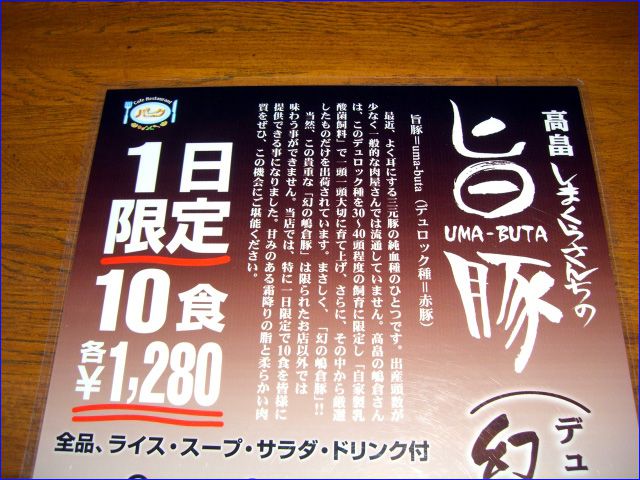 高畠しまくらさんちの
旨豚
UMA-BUTA
デュ
(幻
旨豚=uma-buta(デュロック種=赤豚)
最近、よく耳にする三元豚の純血種のひとつです。出産頭数が
少なく一般的な肉屋さんでは流通していません。高畠の嶋倉さん
は、このデュロック種を30~40頭程度の飼育に限定し「自家製乳
酸菌飼料」で一頭一頭大切に育て上げ、さらに、その中から厳選
したものだけを出荷されています。まさしく、「幻の嶋倉豚」!!
当然、この貴重な「幻の嶋倉豚」は限られたお店以外では
味わう事ができません。当店では、特に一日限定で10食を皆様に
提供できる事になりました。甘みのある霜降りの脂と柔らかい肉
質をぜひ、この機会にご堪能ください。
Cafe Restaurant
パーク
1日
限定
10食
各¥1,280
全品、ライス・スープ・サラダ・ドリンク付